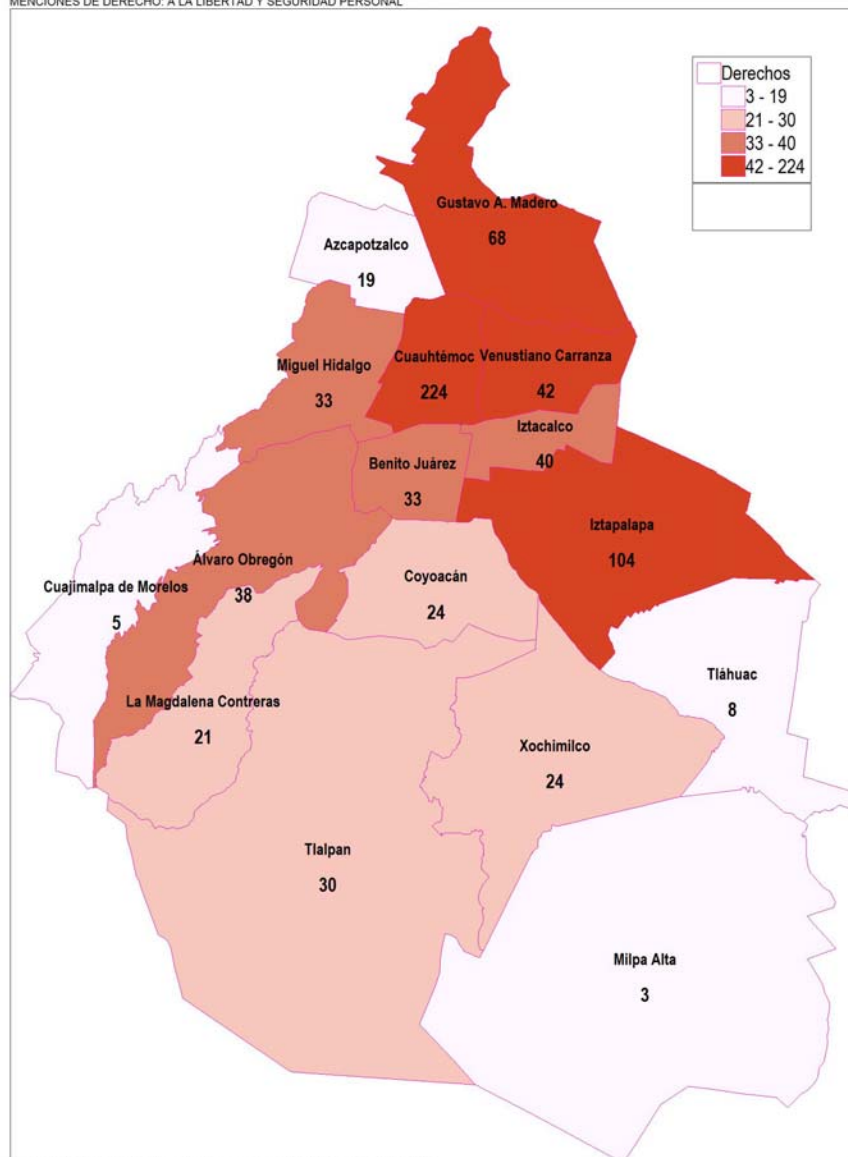 MENCIONES DE DERECHO: A LA LIBERTAD Y SEGURIDAD PERSONAL
Derechos
3 - 19
21 - 30
33 - 40
42 - 224
Gustavo A. Madero
68
Azcapotzalco
19
Miguel Hidalgo
33
Cuauhtémoc
224
Venustiano Carranza
42
Iztacalco
40
Benito Juárez
33
Iztapalapa
104
Álvaro Obregón
38
Coyoacán
24
Cuajimalpa de Morelos
5
Tláhuac
8
La Magdalena Contreras
21
Xochimilco
24
Tlalpan
30
Milpa Alta
3